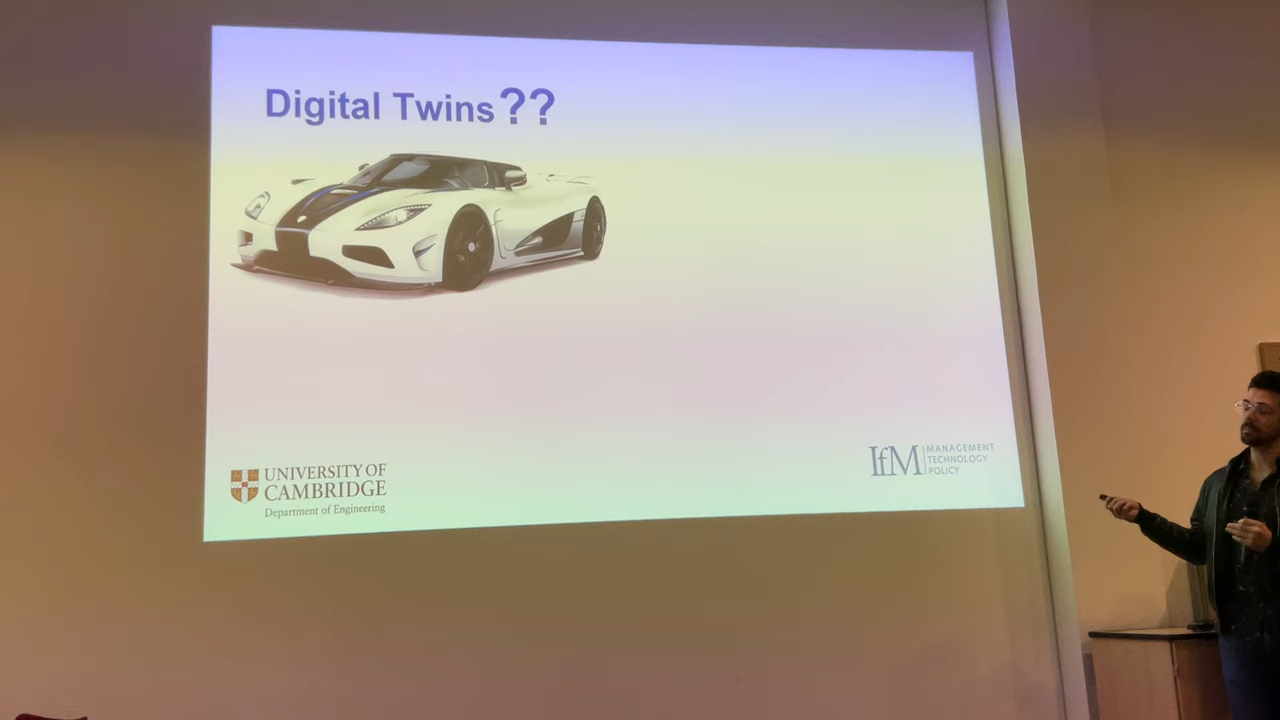 Digital Twins??
UNIVERSITY OF
CAMBRIDGE
Department of Engineering
IfM
MANAGEMENT
TECHNOLOGY
POLICY